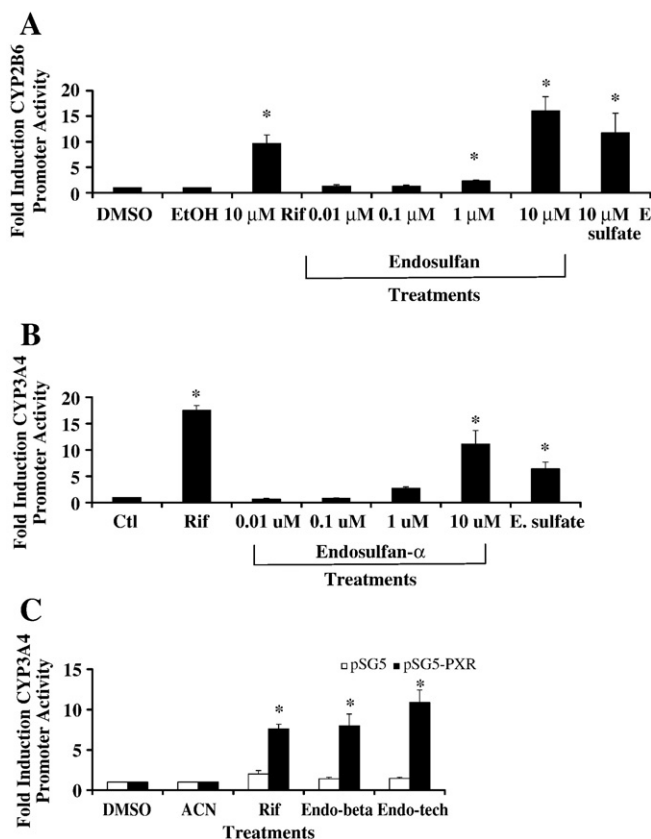 A
Fold Induction CYP2B6
Promoter Activity
20
15
10
5
0
* * * *
DMSO EtOH 10 μM Rif 0.01 μM 0.1 μM 1 μM 10 μM 10 μM E
sulfate
Endosulfan
Treatments
B
Fold Induction CYP3A4
Promoter Activity
20
15
10
5
0
* * *
Ctl Rif 0.01 uM 0.1 uM 1 uM 10 uM E. sulfate
Endosulfan-α
Treatments
C
Fold Induction CYP3A4
Promoter Activity
pSG5 pSG5-PXR
15
10
5
0
* * *
DMSO ACN Rif Endo-beta Endo-tech
Treatments